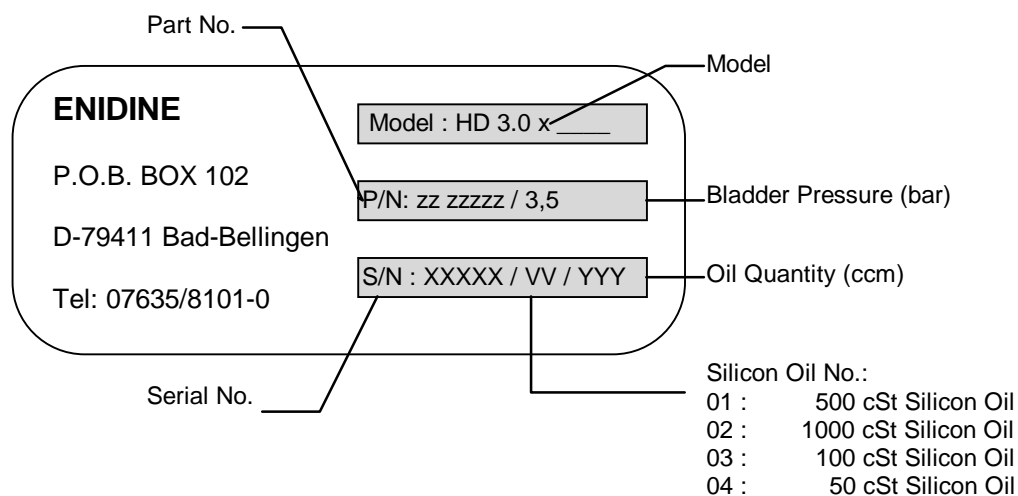 Part No.
Model
ENIDINE
Model : HD 3.0 x ____
P.O.B. BOX 102
P/N: zz zzzzz / 3,5
Bladder Pressure (bar)
D-79411 Bad-Bellingen
S/N : XXXXX / VV / YYY
Oil Quantity (ccm)
Tel: 07635/8101-0
Serial No.
Silicon Oil No.:
01 : 500 cSt Silicon Oil
02 : 1000 cSt Silicon Oil
03 : 100 cSt Silicon Oil
04 : 50 cSt Silicon Oil